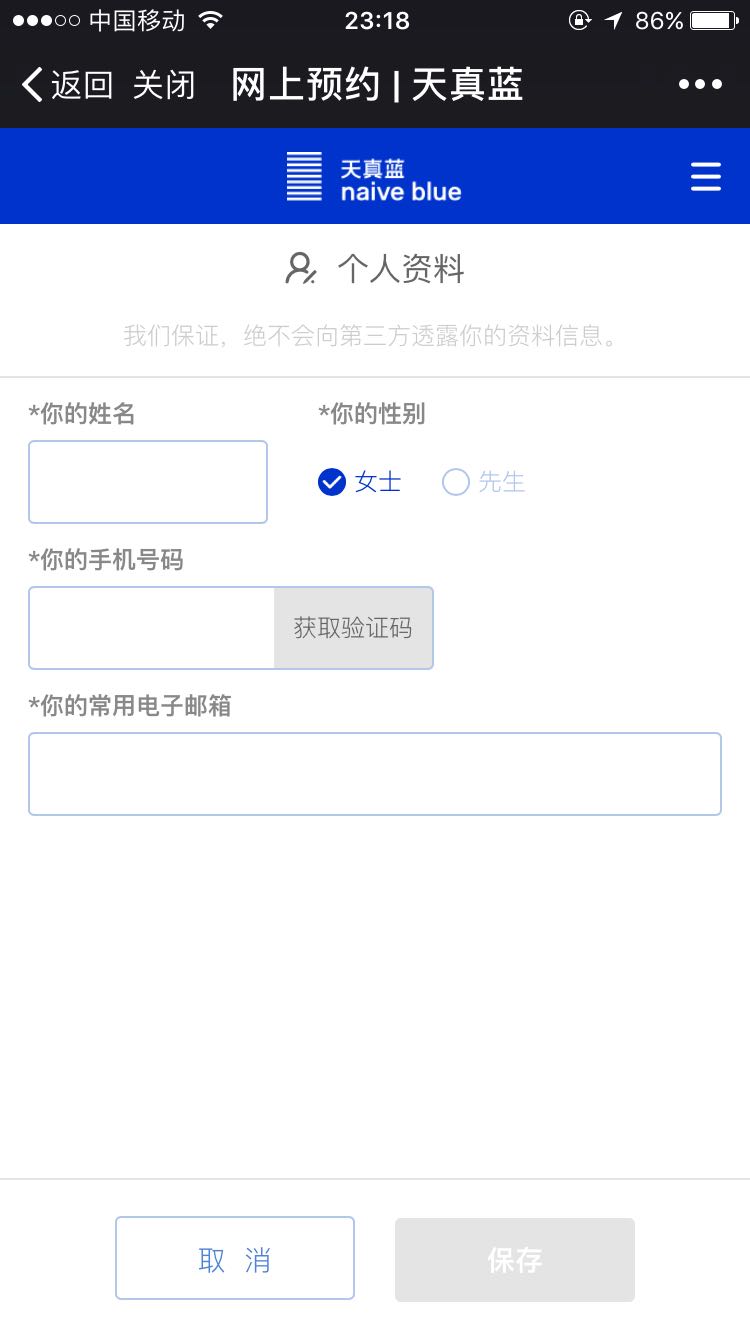 中国移动 23:18 86%
返回 关闭 网上预约 | 天真蓝
天真蓝
naive blue
个人资料
我们保证，绝不会向第三方透露你的资料信息。
*你的姓名 *你的性别
女士 先生
*你的手机号码
获取验证码
*你的常用电子邮箱
取 消 保存